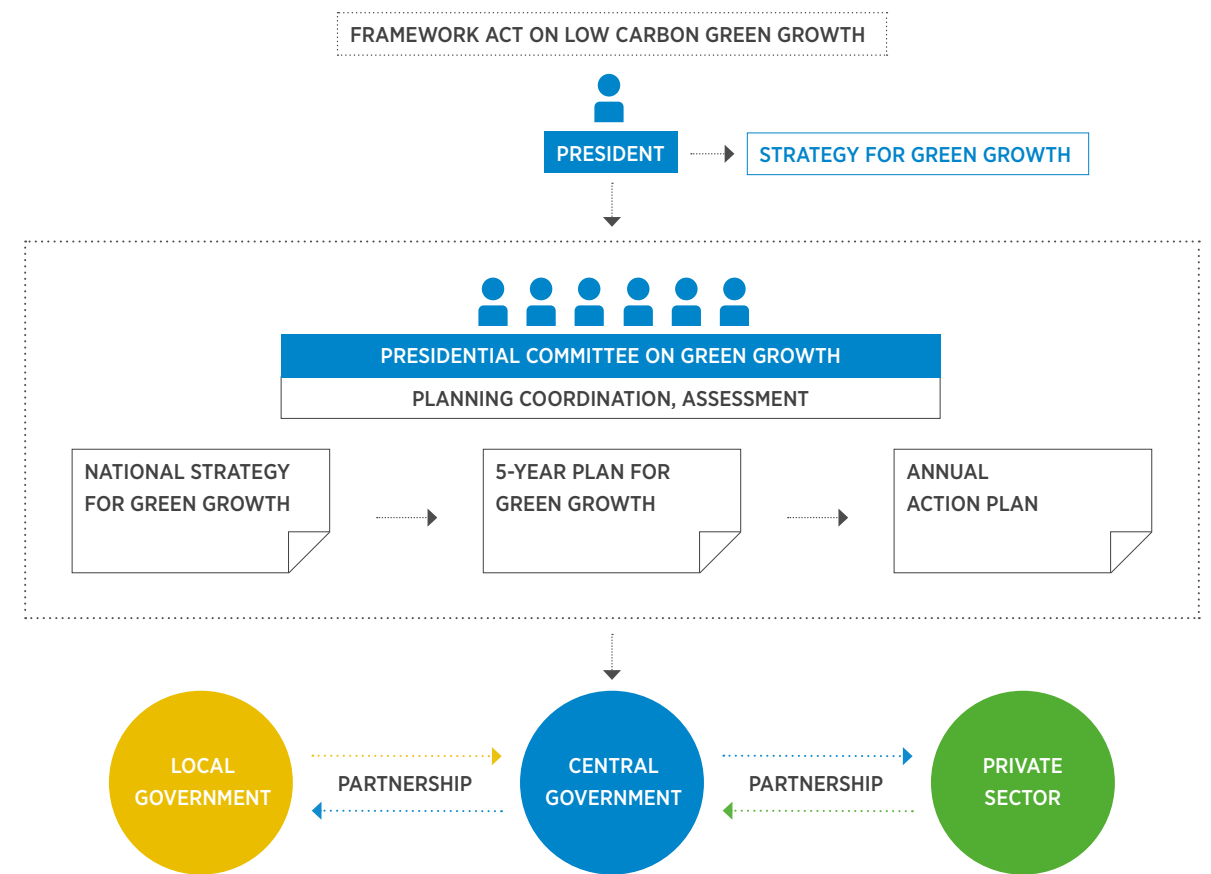 FRAMEWORK ACT ON LOW CARBON GREEN GROWTH
PRESIDENT
STRATEGY FOR GREEN GROWTH
PRESIDENTIAL COMMITTEE ON GREEN GROWTH
PLANNING COORDINATION, ASSESSMENT
NATIONAL STRATEGY
FOR GREEN GROWTH
5-YEAR PLAN FOR
GREEN GROWTH
ANNUAL
ACTION PLAN
LOCAL
GOVERNMENT
PARTNERSHIP
CENTRAL
GOVERNMENT
PARTNERSHIP
PRIVATE
SECTOR